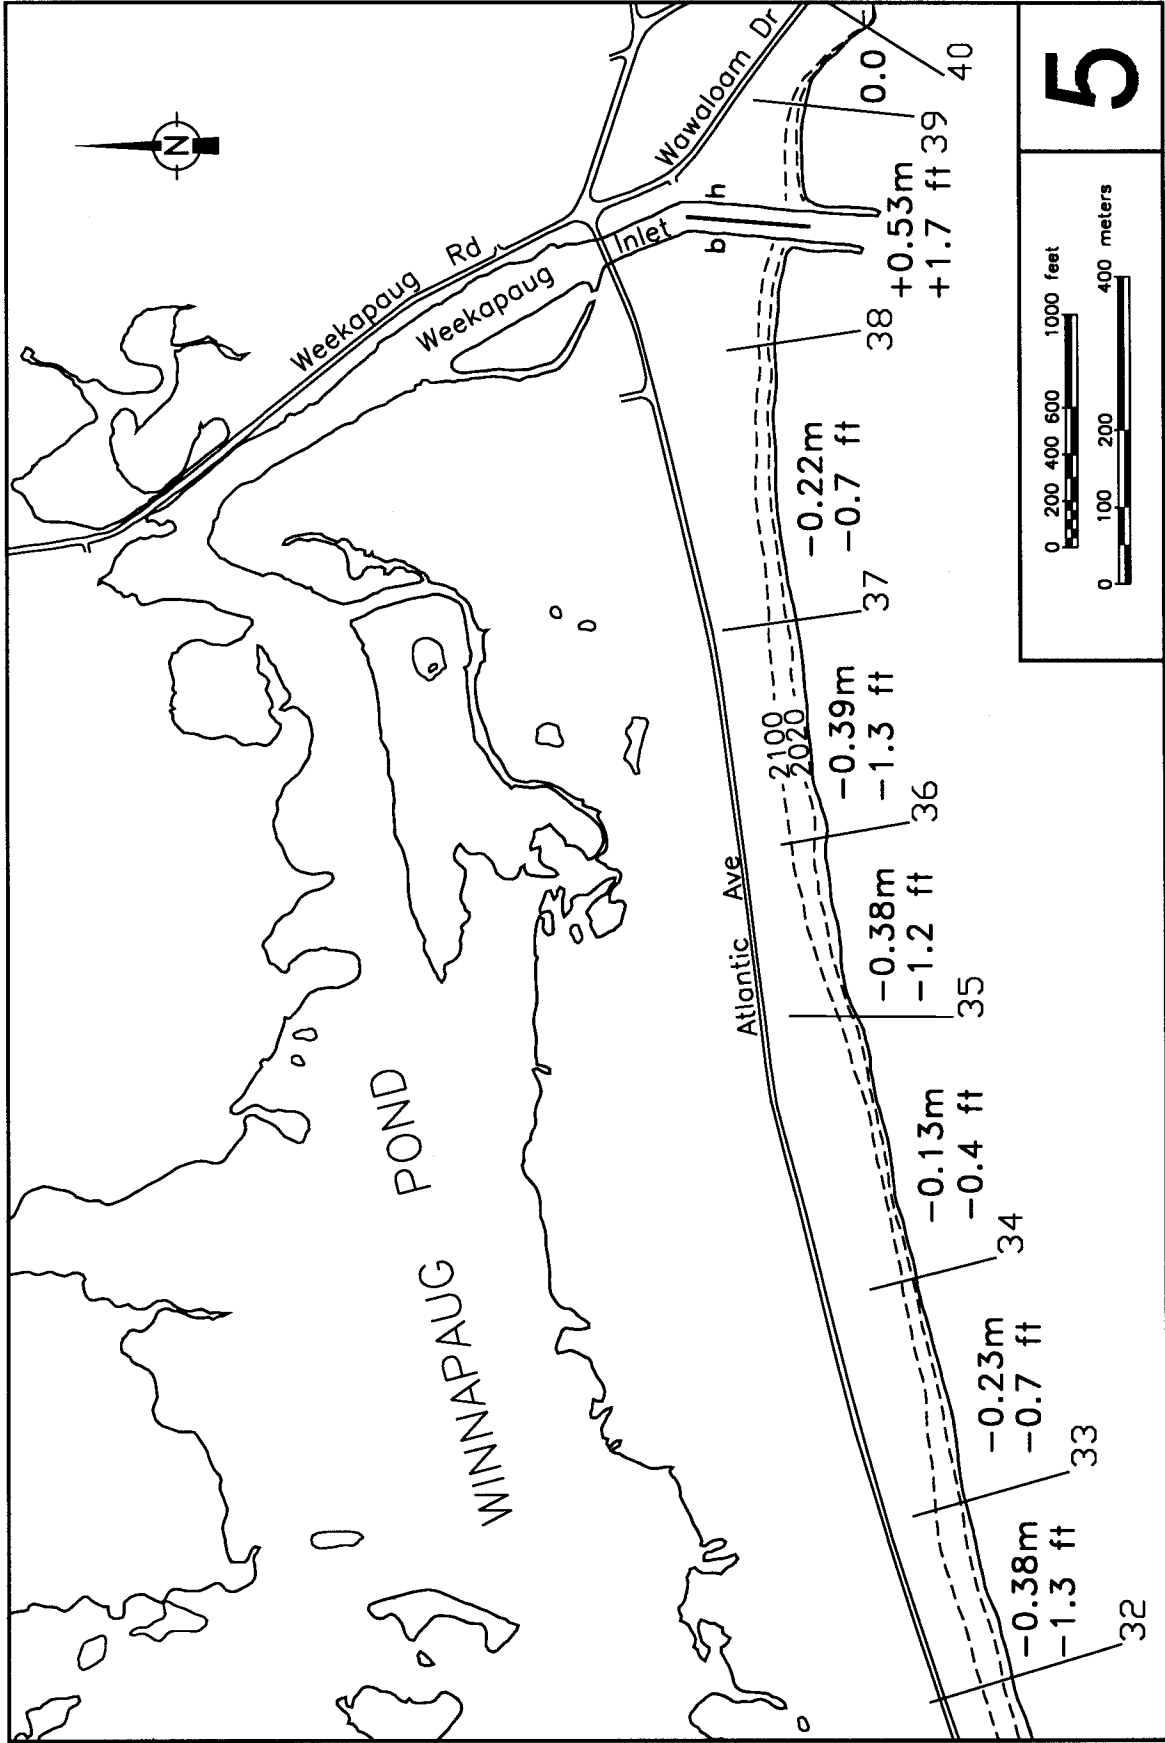 N
Weekapaug Rd
Weekapaug
Inlet
b
h
Wawaloam Dr
WINNAPAUG POND
Atlantic Ave
2100
2020
32
-0.38m
-1.3 ft
33
-0.23m
-0.7 ft
34
-0.13m
-0.4 ft
35
-0.38m
-1.2 ft
36
-0.39m
-1.3 ft
37
-0.22m
-0.7 ft
38
+0.53m
+1.7 ft
39
0.0
40
0 200 400 600 1000 feet
0 100 200 400 meters
5